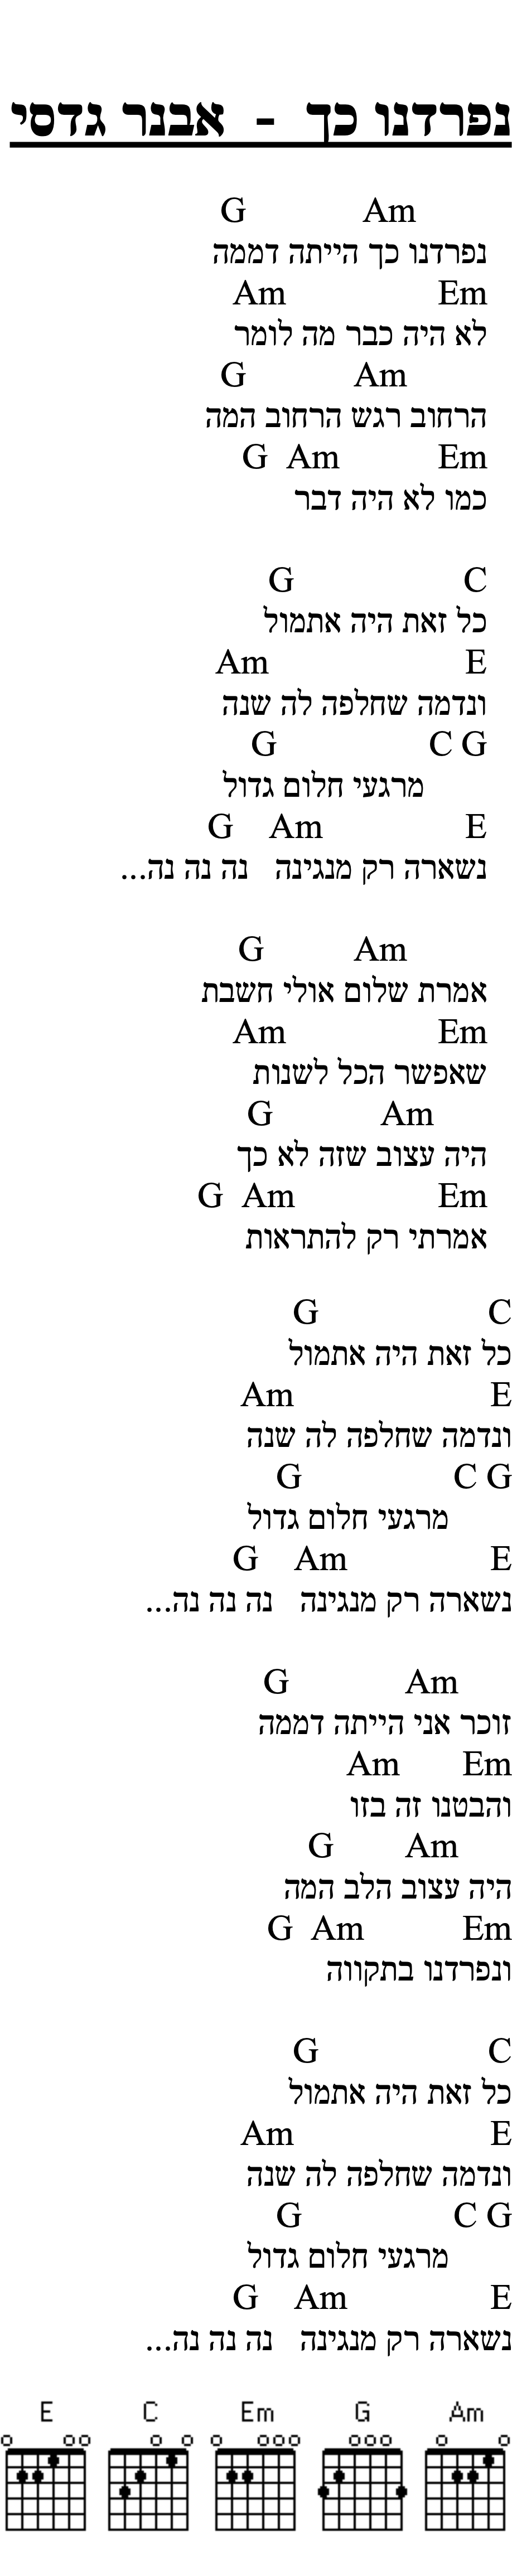 נפרדנו כך - אבנר גדסי
G Am
נפרדנו כך הייתה דממה
Am Em
לא היה כבר מה לומר
G Am
הרחוב רגש הרחוב המה
G Am Em
כמו לא היה דבר
G C
כל זאת היה אתמול
Am E
ונדמה שחלפה לה שנה
G C G
מרגעי חלום גדול
G Am E
נשארה רק מנגינה נה נה נה...
G Am
אמרת שלום אולי חשבת
Am Em
שאפשר הכל לשנות
G Am
היה עצוב שזה לא כך
G Am Em
אמרתי רק להתראות
G C
כל זאת היה אתמול
Am E
ונדמה שחלפה לה שנה
G C G
מרגעי חלום גדול
G Am E
נשארה רק מנגינה נה נה נה...
G Am
זוכר אני הייתה דממה
Am Em
והבטנו זה בזו
G Am
היה עצוב הלב המה
G Am Em
ונפרדנו בתקווה
G C
כל זאת היה אתמול
Am E
ונדמה שחלפה לה שנה
G C G
מרגעי חלום גדול
G Am E
נשארה רק מנגינה נה נה נה...
E C Em G Am